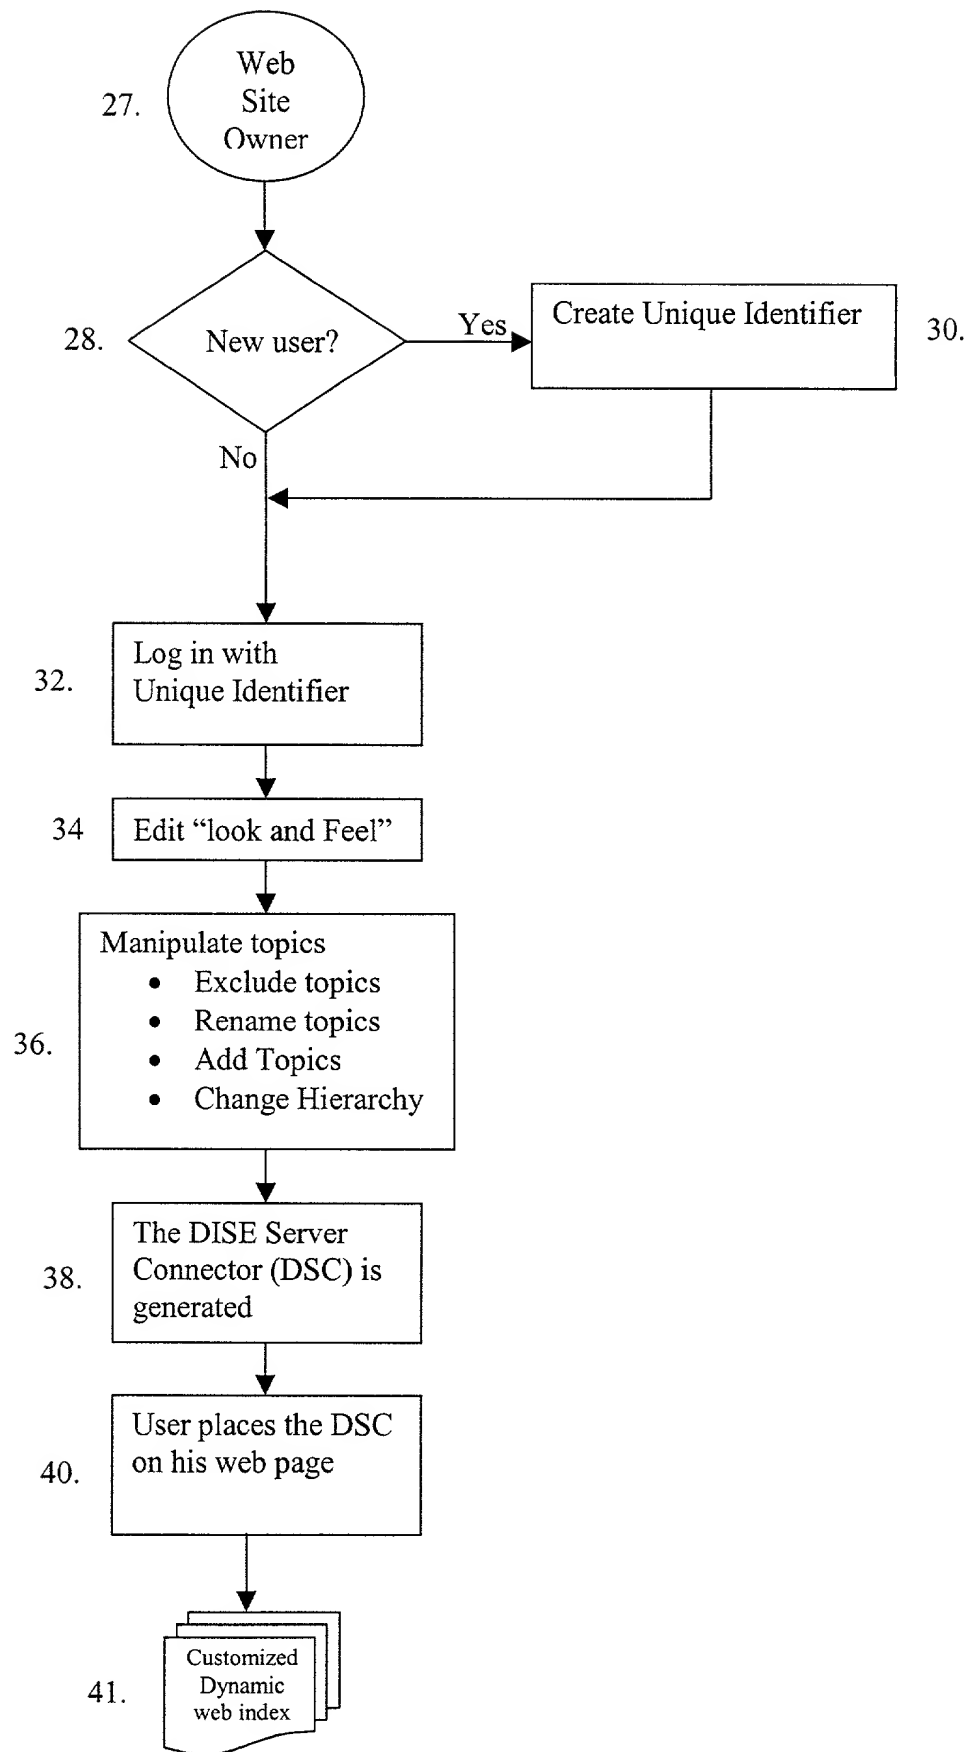 Web
Site
Owner
27.
New user?
28.
Yes
Create Unique Identifier
30.
No
Log in with
Unique Identifier
32.
34
Edit “look and Feel”
Manipulate topics
• Exclude topics
• Rename topics
• Add Topics
• Change Hierarchy
36.
The DISE Server
Connector (DSC) is
generated
38.
User places the DSC
on his web page
40.
Customized
Dynamic
web index
41.